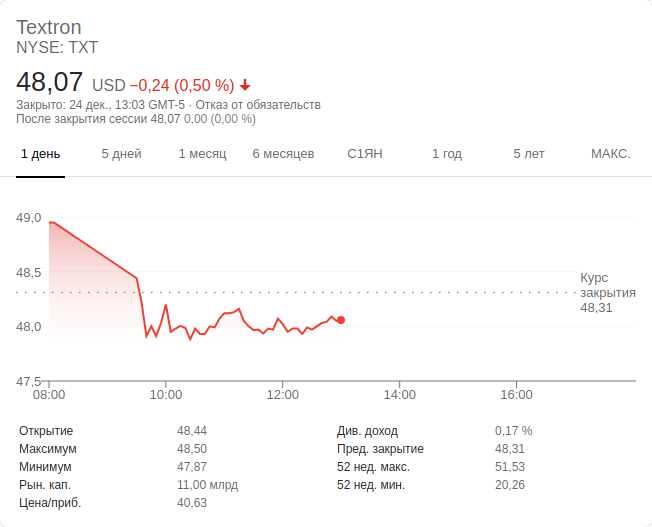 Textron
NYSE: TXT
48,07 USD −0,24 (0,50 %)
Закрыто: 24 дек., 13:03 GMT-5 · Отказ от обязательств
После закрытия сессии 48,07 0,00 (0,00 %)
1 день 5 дней 1 месяц 6 месяцев С1ЯН 1 год 5 лет МАКС.
49,0
48,5
Курс
закрытия
48,31
48,0
47,5
08:00 10:00 12:00 14:00 16:00
Открытие 48,44 Див. доход 0,17 %
Максимум 48,50 Пред. закрытие 48,31
Минимум 47,87 52 нед. макс. 51,53
Рын. кап. 11,00 млрд 52 нед. мин. 20,26
Цена/приб. 40,63